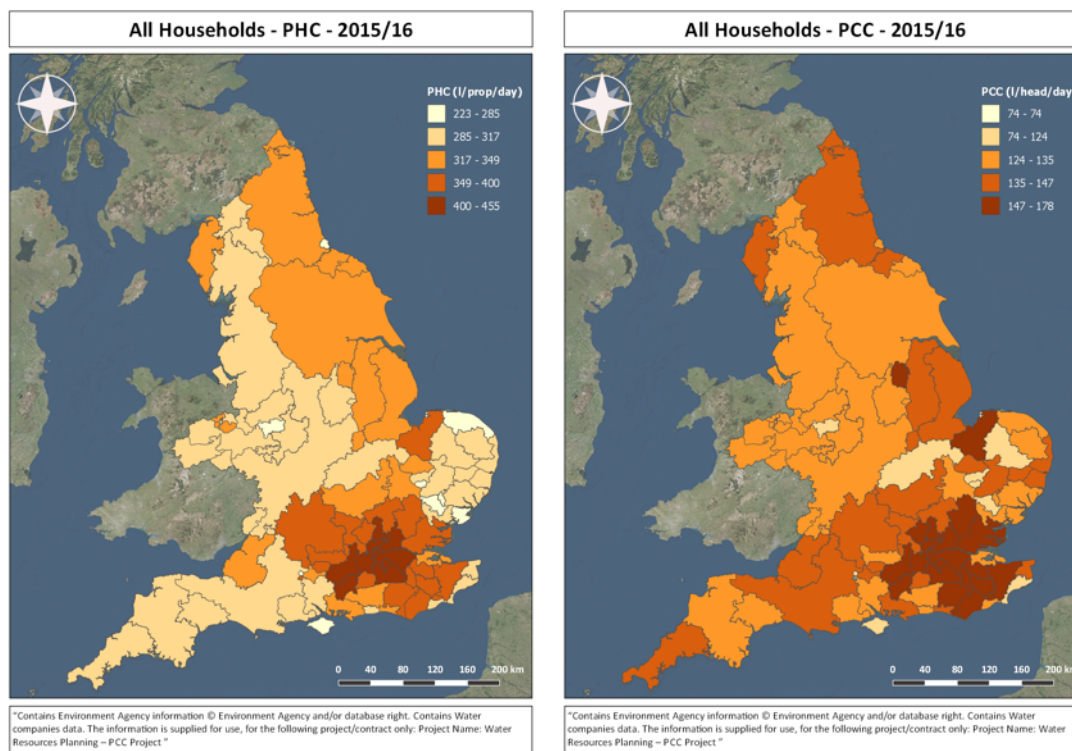 All Households - PHC - 2015/16
PHC (l/prop/day)
223 - 285
285 - 317
317 - 349
349 - 400
400 - 455
0 40 80 120 160 200 km
"Contains Environment Agency information © Environment Agency and/or database right. Contains Water
companies data. The information is supplied for use, for the following project/contract only: Project Name: Water
Resources Planning – PCC Project "
All Households - PCC - 2015/16
PCC (l/head/day)
74 - 74
74 - 124
124 - 135
135 - 147
147 - 178
0 40 80 120 160 200 km
"Contains Environment Agency information © Environment Agency and/or database right. Contains Water
companies data. The information is supplied for use, for the following project/contract only: Project Name: Water
Resources Planning – PCC Project "